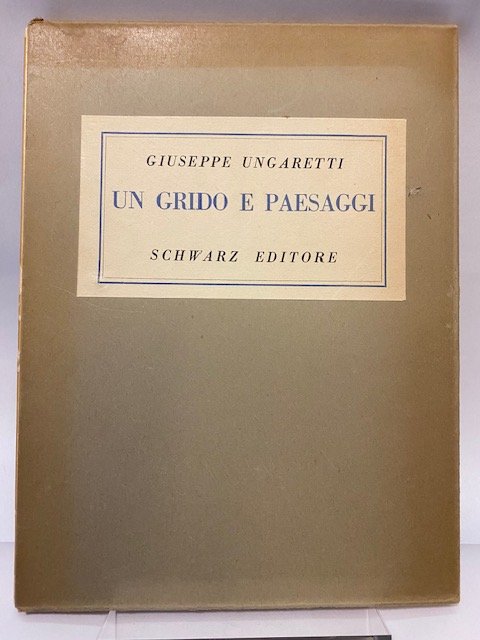 GIUSEPPE UNGARETTI
UN GRIDO E PAESAGGI
SCHWARZ EDITORE